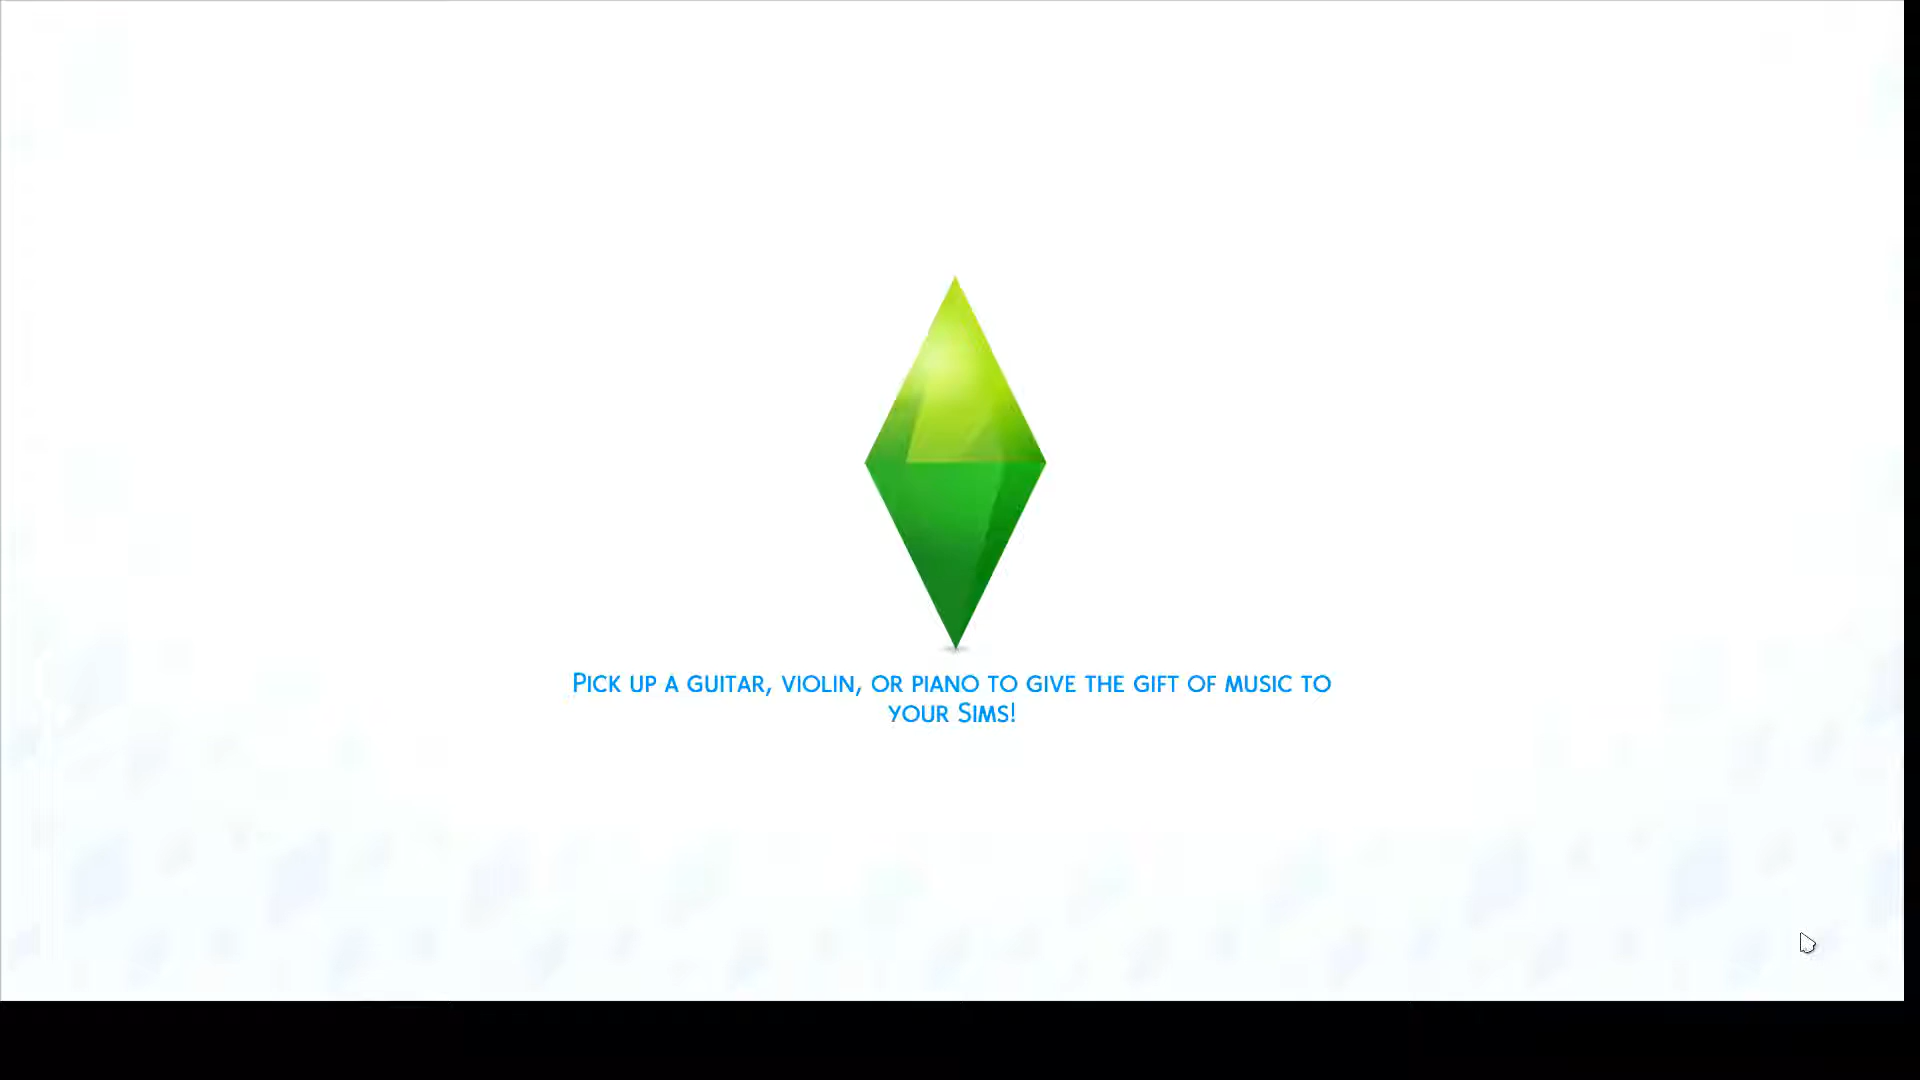 Pick up a guitar, violin, or piano to give the gift of music to
your Sims!